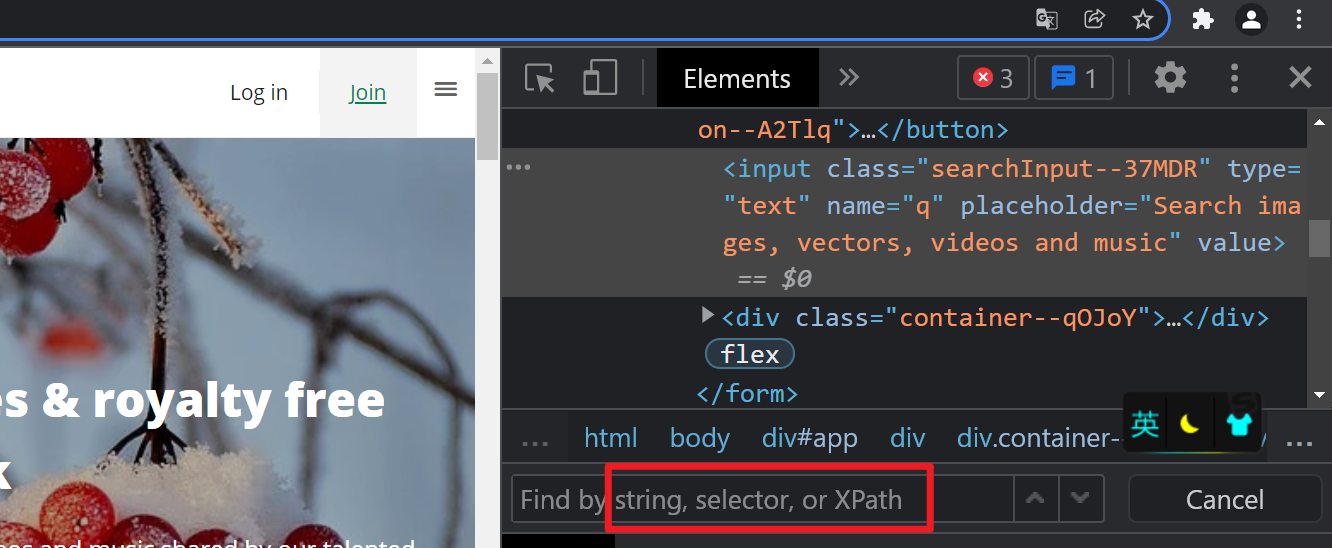 Log in Join
Elements 3 1
on--A2Tlq">…</button>
<input class="searchInput--37MDR" type=
"text" name="q" placeholder="Search ima
ges, vectors, videos and music" value>
== $0
<div class="container--qOJoY">…</div>
flex
</form>
es & royalty free
k
… html body div#app div div.container- …
英
Find by string, selector, or XPath Cancel
and music shared by our talented